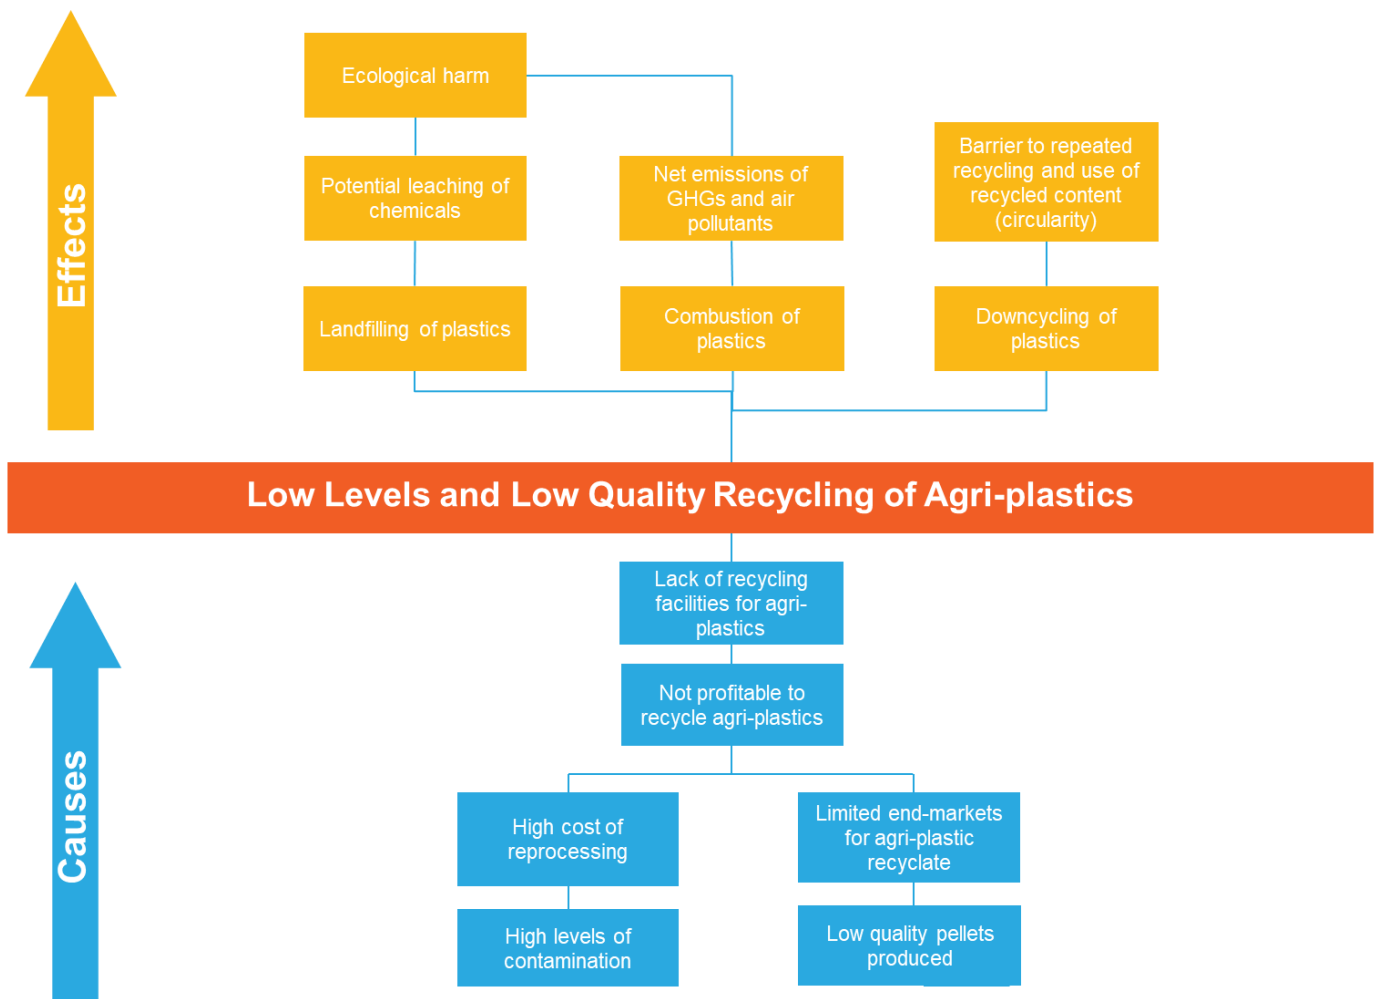 Effects
Ecological harm
Potential leaching of
chemicals
Net emissions of
GHGs and air
pollutants
Barrier to repeated
recycling and use of
recycled content
(circularity)
Landfilling of plastics
Combustion of
plastics
Downcycling of
plastics
Low Levels and Low Quality Recycling of Agri-plastics
Causes
Lack of recycling
facilities for agri-
plastics
Not profitable to
recycle agri-plastics
High cost of
reprocessing
Limited end-markets
for agri-plastic
recyclate
High levels of
contamination
Low quality pellets
produced